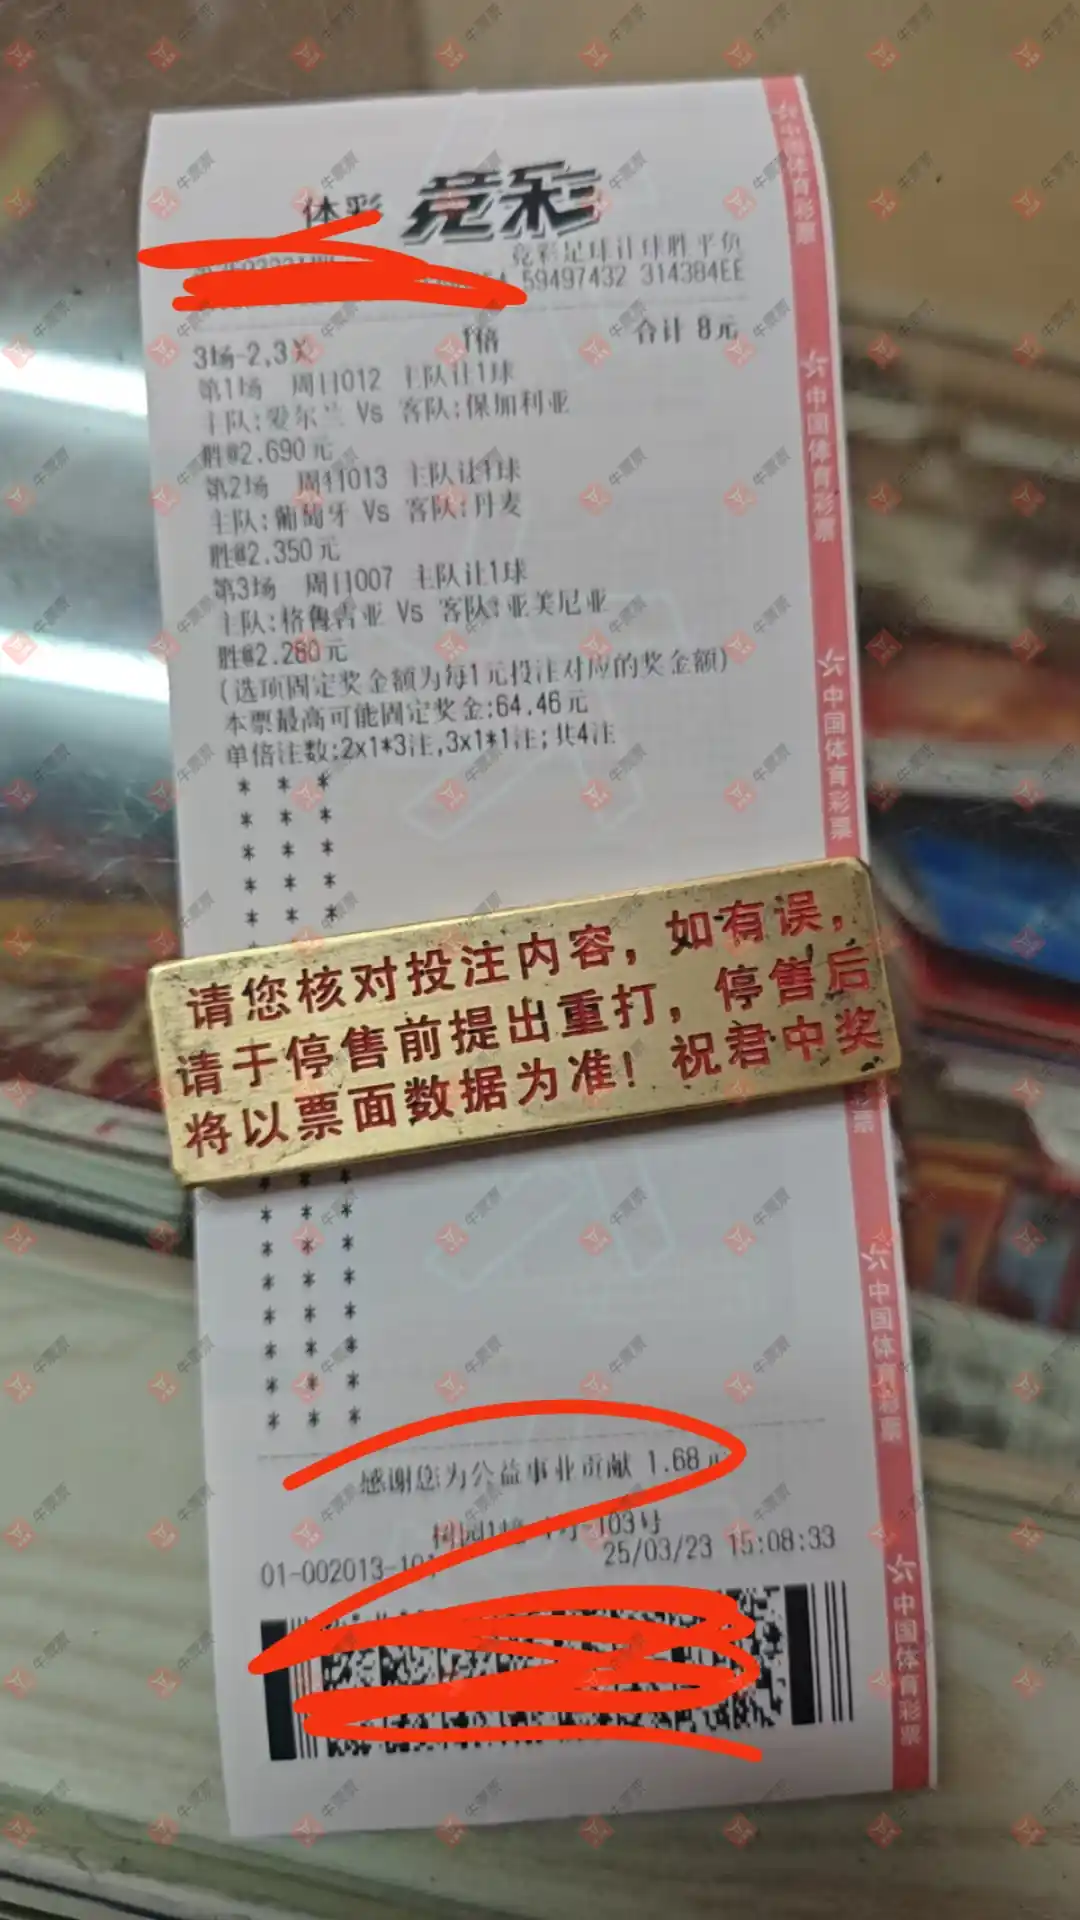 体彩 竞彩
竞彩足球让球胜平负
59497432 314384EE
3场-2,3关 1倍 合计 8元
第1场 周日012 主队让1球
主队:爱尔兰 Vs 客队:保加利亚
胜@2.690元
第2场 周日013 主队让1球
主队:葡萄牙 Vs 客队:丹麦
胜@2.350元
第3场 周日007 主队让1球
主队:格鲁吉亚 Vs 客队:亚美尼亚
胜@2.280元
(选项固定奖金额为每1元投注对应的奖金额)
本票最高可能固定奖金:64.46元
单倍注数:2x1*3注,3x1*1注;共4注
* * *
* * *
* * *
* * *
* * *
请您核对投注内容，如有误，
请于停售前提出重打，停售后
将以票面数据为准！祝君中奖
* * *
* * *
* * *
* * *
* * *
* * *
* * *
* * *
感谢您为公益事业贡献 1.68元
-103号
01-002013-101 25/03/23 15:08:33
中国体育彩票
中国体育彩票
中国体育彩票
彩票
中国体育彩票
中国体育彩票
牛票票